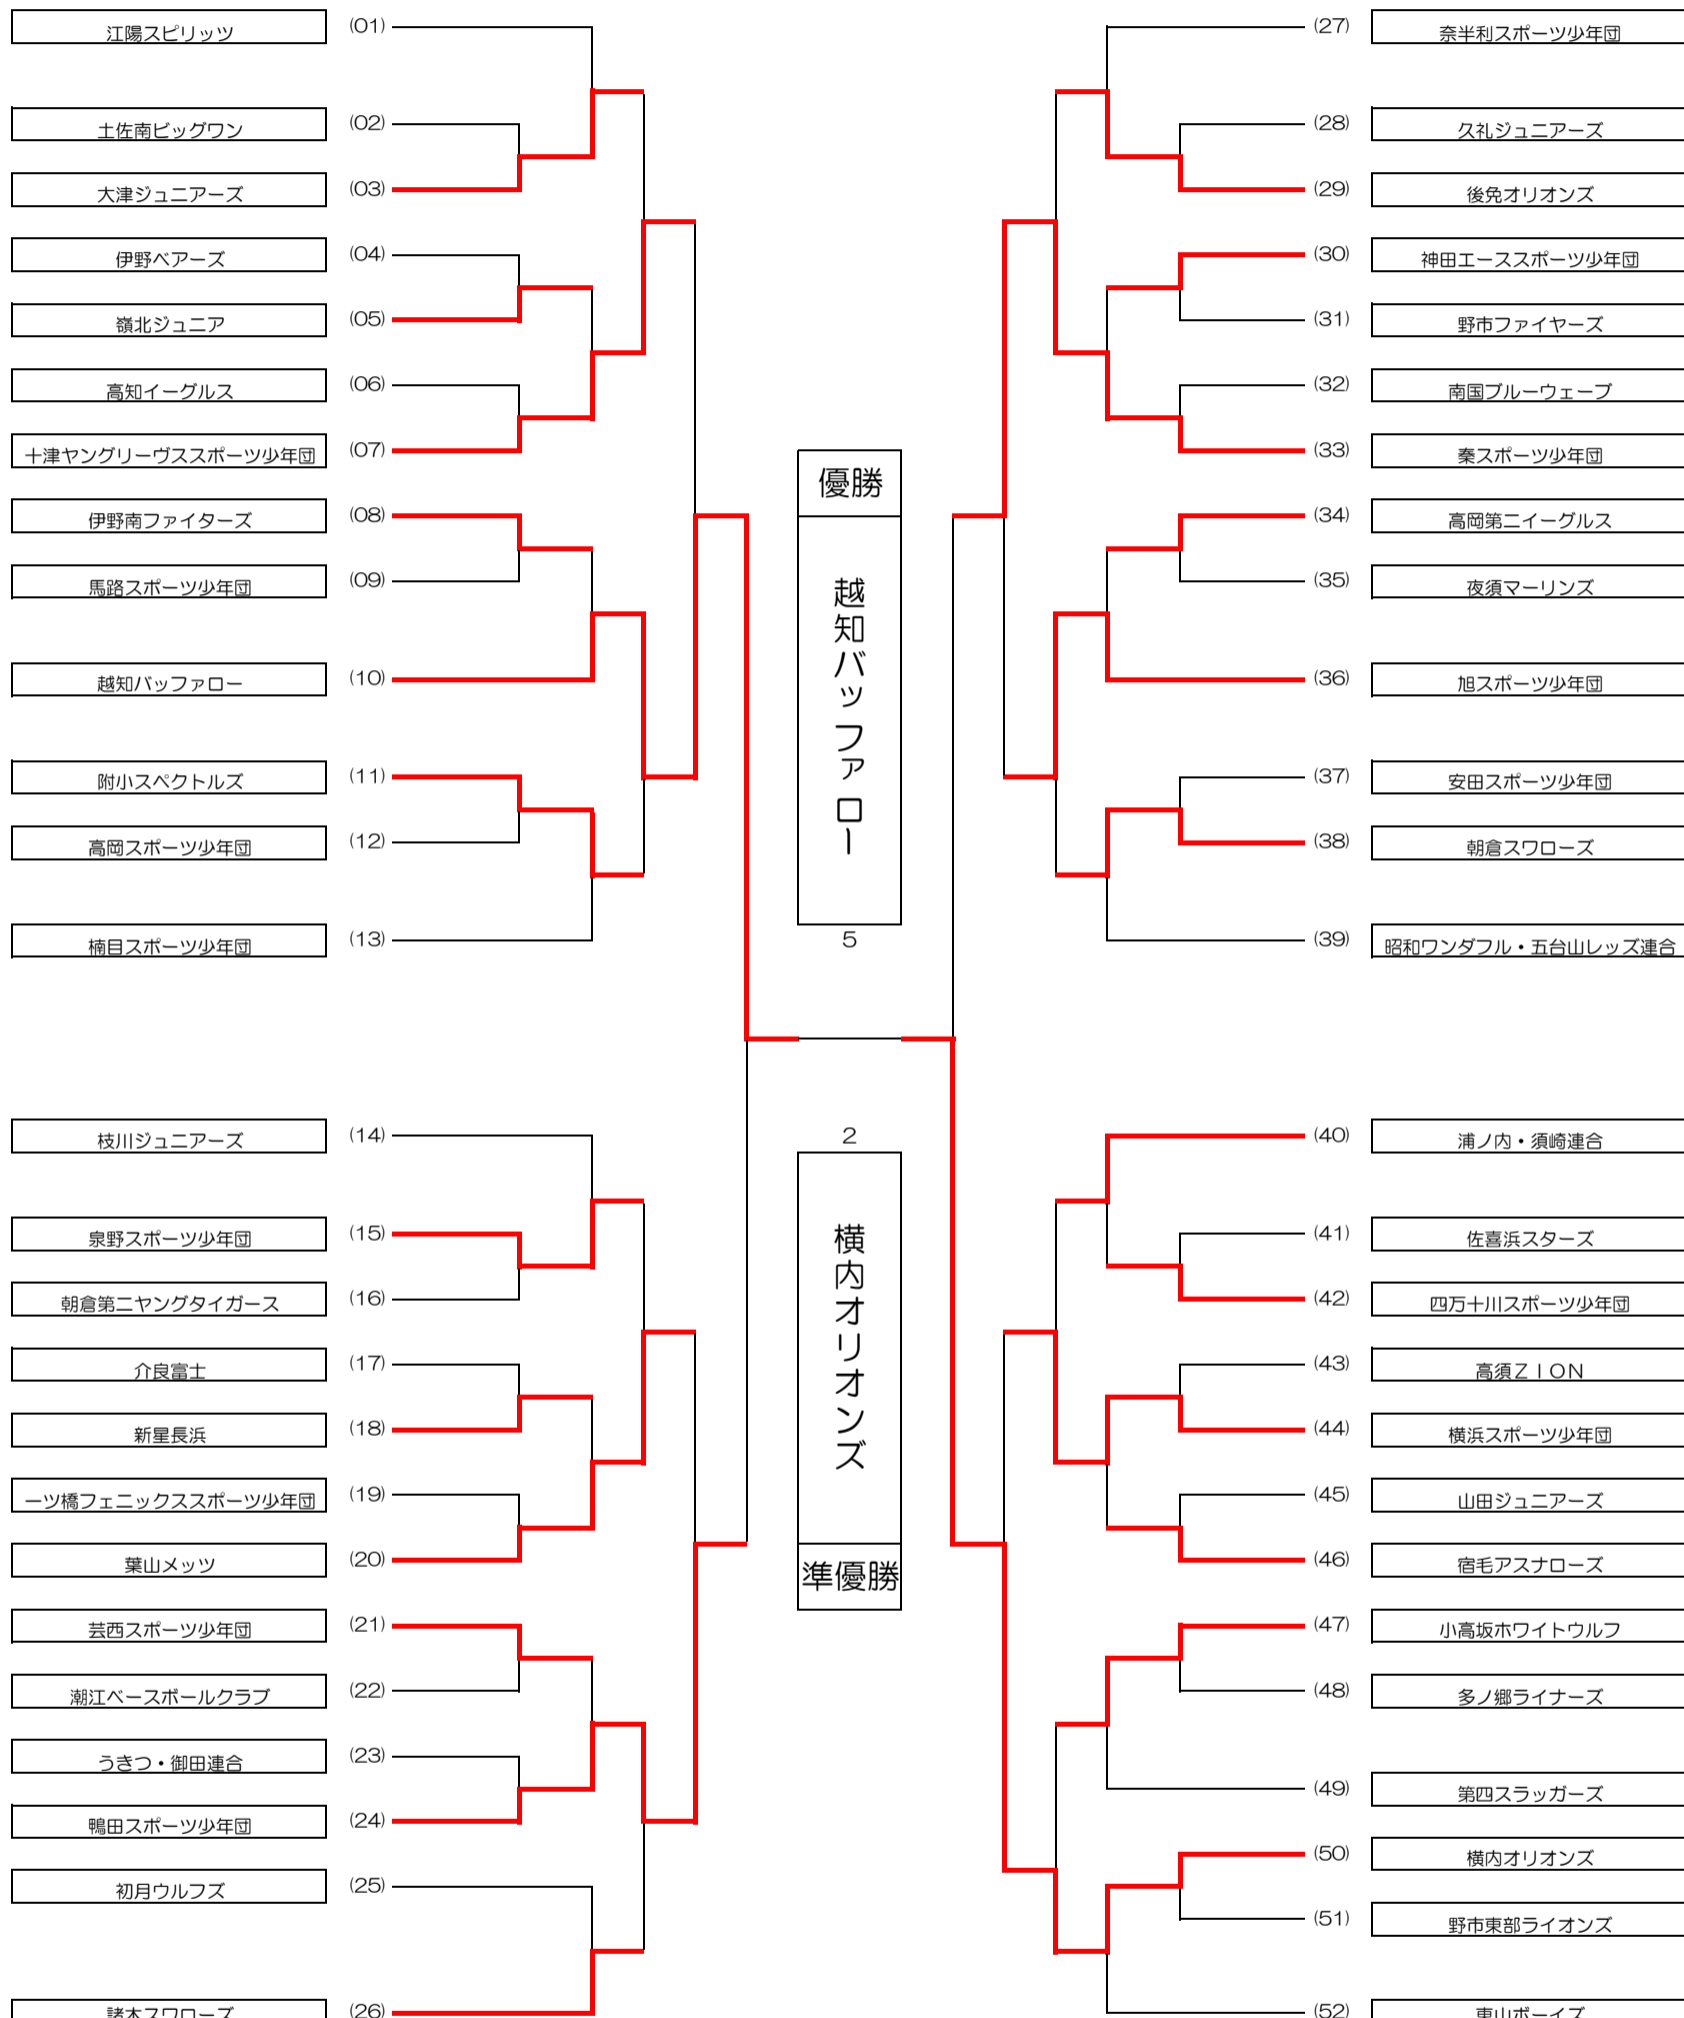 江陽スピリッツ (01)
土佐南ビッグワン (02)
大津ジュニアーズ (03)
伊野ベアーズ (04)
嶺北ジュニア (05)
高知イーグルス (06)
十津ヤングリーヴススポーツ少年団 (07)
伊野南ファイターズ (08)
馬路スポーツ少年団 (09)
越知バッファロー (10)
附小スペクトルズ (11)
高岡スポーツ少年団 (12)
楠目スポーツ少年団 (13)
枝川ジュニアーズ (14)
泉野スポーツ少年団 (15)
朝倉第二ヤングタイガース (16)
介良富士 (17)
新星長浜 (18)
一ツ橋フェニックススポーツ少年団 (19)
葉山メッツ (20)
芸西スポーツ少年団 (21)
潮江ベースボールクラブ (22)
うきつ・御田連合 (23)
鴨田スポーツ少年団 (24)
初月ウルフズ (25)
諸木スワローズ (26)
優勝
越知バッファロー
5
2
横内オリオンズ
準優勝
(27) 奈半利スポーツ少年団
(28) 久礼ジュニアーズ
(29) 後免オリオンズ
(30) 神田エーススポーツ少年団
(31) 野市ファイヤーズ
(32) 南国ブルーウェーブ
(33) 秦スポーツ少年団
(34) 高岡第二イーグルス
(35) 夜須マーリンズ
(36) 旭スポーツ少年団
(37) 安田スポーツ少年団
(38) 朝倉スワローズ
(39) 昭和ワンダフル・五台山レッズ連合
(40) 浦ノ内・須崎連合
(41) 佐喜浜スターズ
(42) 四万十川スポーツ少年団
(43) 高須ＺＩＯＮ
(44) 横浜スポーツ少年団
(45) 山田ジュニアーズ
(46) 宿毛アスナローズ
(47) 小高坂ホワイトウルフ
(48) 多ノ郷ライナーズ
(49) 第四スラッガーズ
(50) 横内オリオンズ
(51) 野市東部ライオンズ
(52) 東山ボーイズ